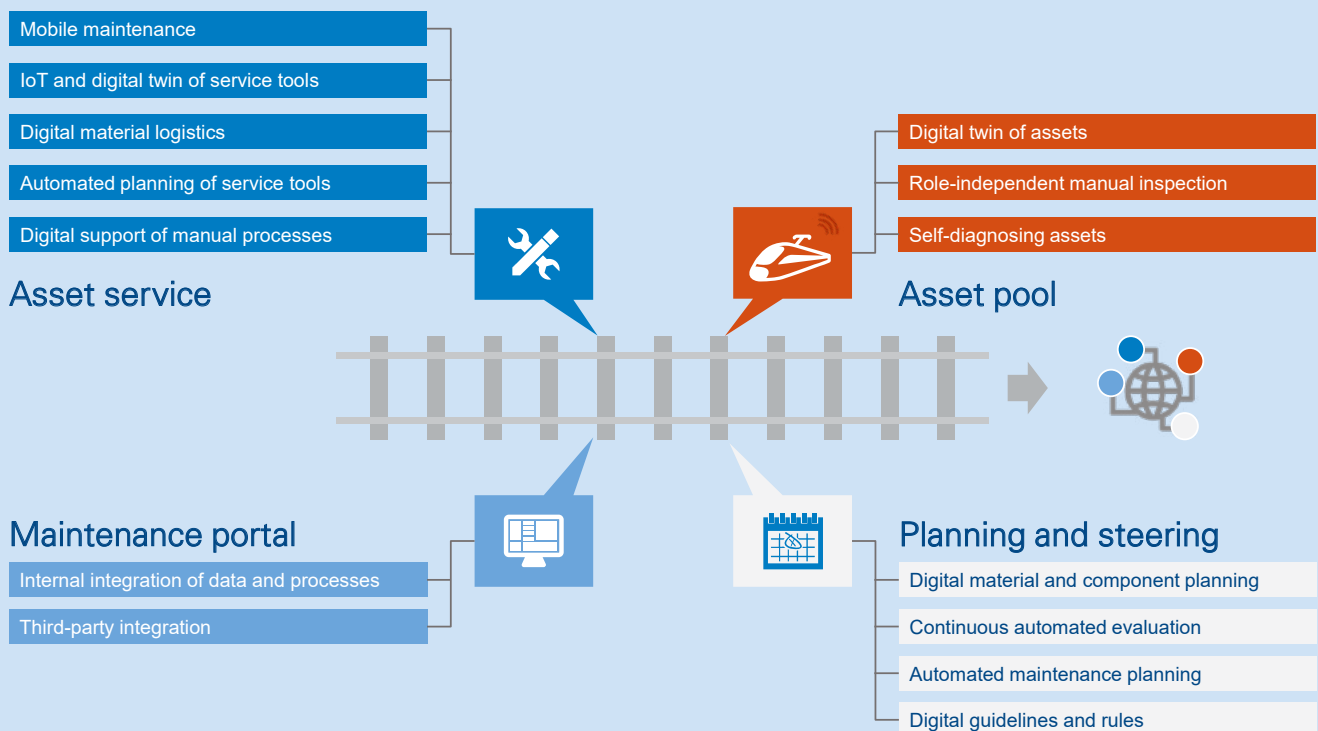 Mobile maintenance
IoT and digital twin of service tools
Digital material logistics
Automated planning of service tools
Digital support of manual processes
Asset service
Digital twin of assets
Role-independent manual inspection
Self-diagnosing assets
Asset pool
Maintenance portal
Internal integration of data and processes
Third-party integration
Planning and steering
Digital material and component planning
Continuous automated evaluation
Automated maintenance planning
Digital guidelines and rules